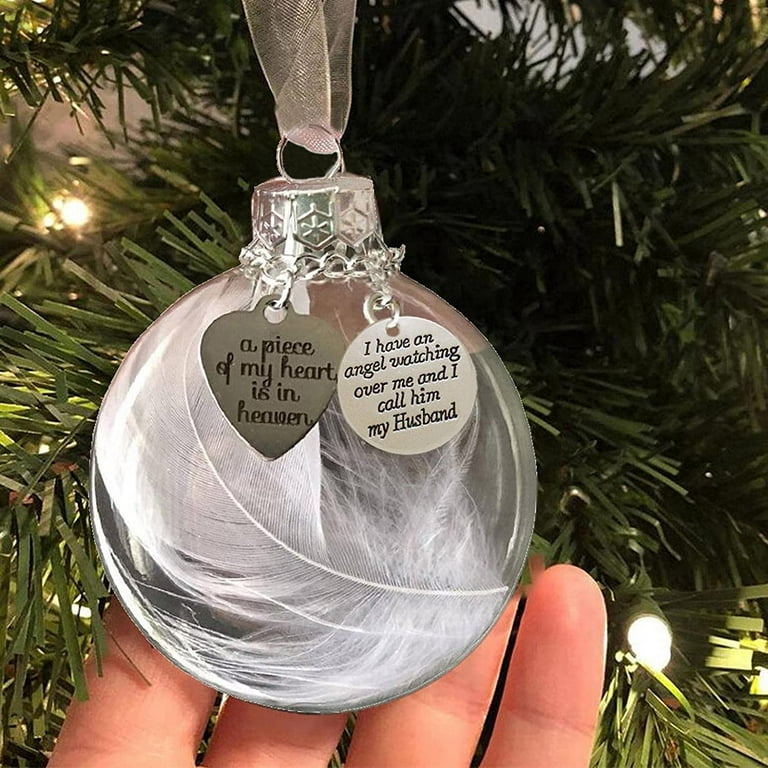 a piece
of my heart
is in
heaven
I have an
angel watching
over me and I
call him
my Husband